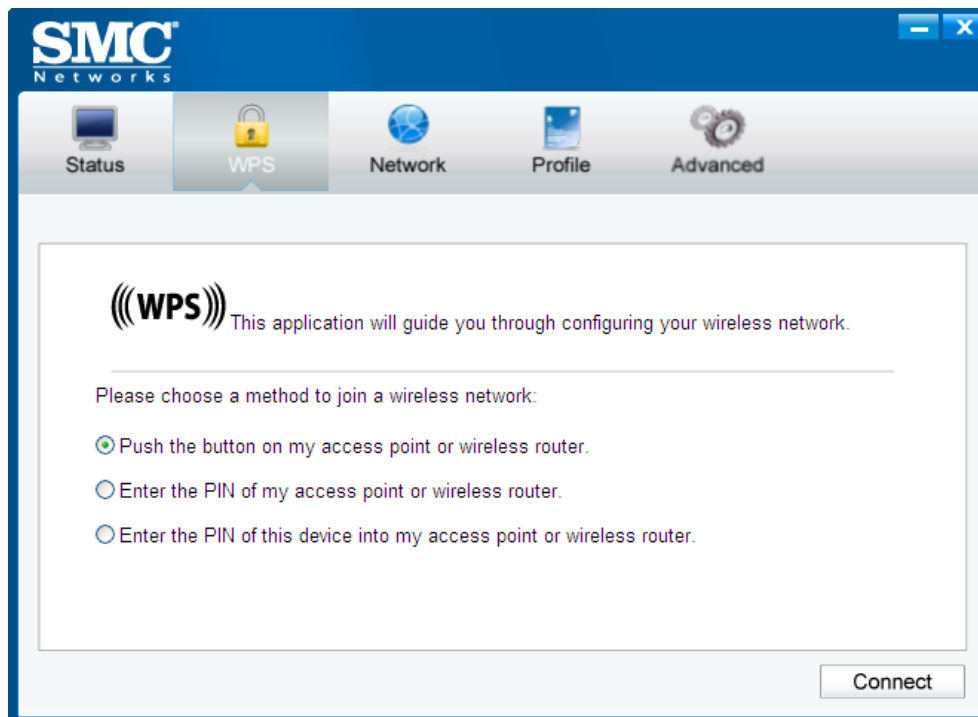 SMC®
Networks
Status
WPS
Network
Profile
Advanced
(((WPS))) This application will guide you through configuring your wireless network.
Please choose a method to join a wireless network:
Push the button on my access point or wireless router.
Enter the PIN of my access point or wireless router.
Enter the PIN of this device into my access point or wireless router.
Connect